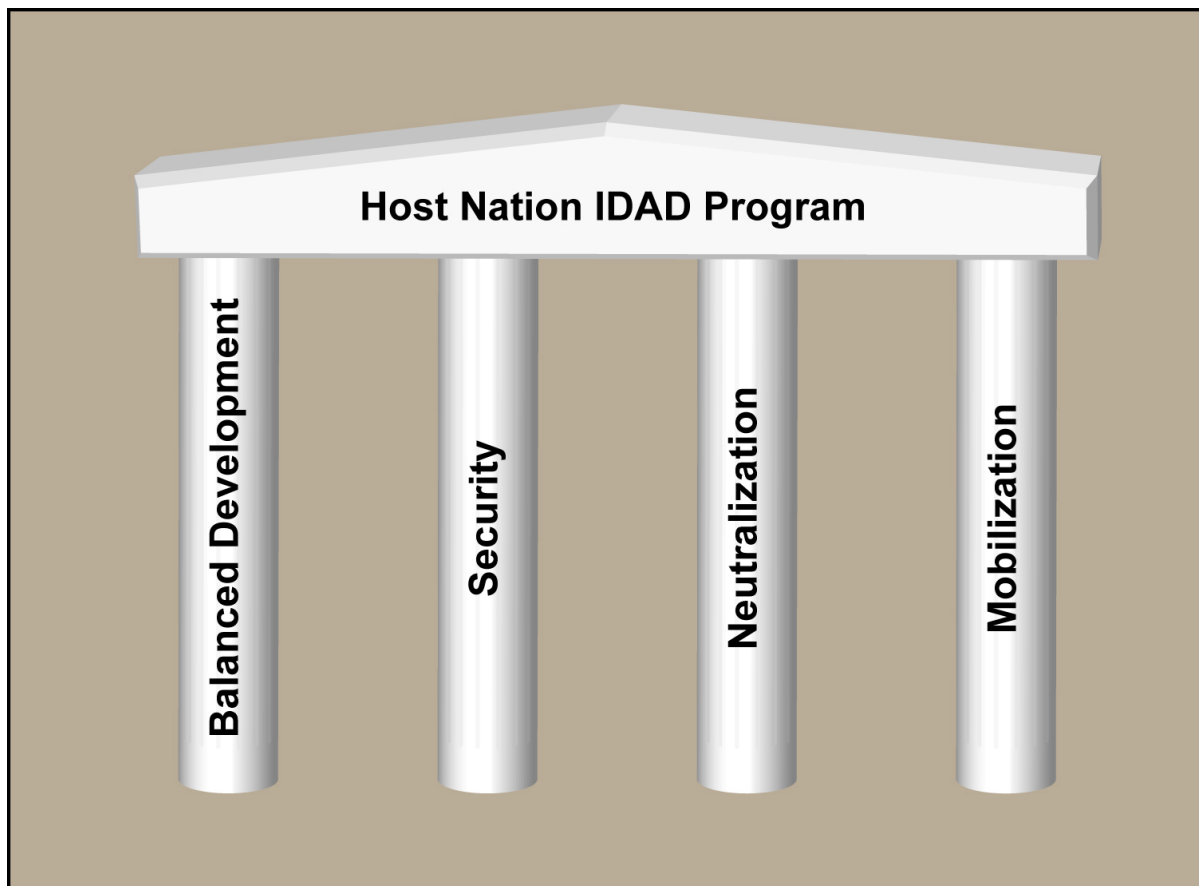 Host Nation IDAD Program
Balanced Development
Security
Neutralization
Mobilization